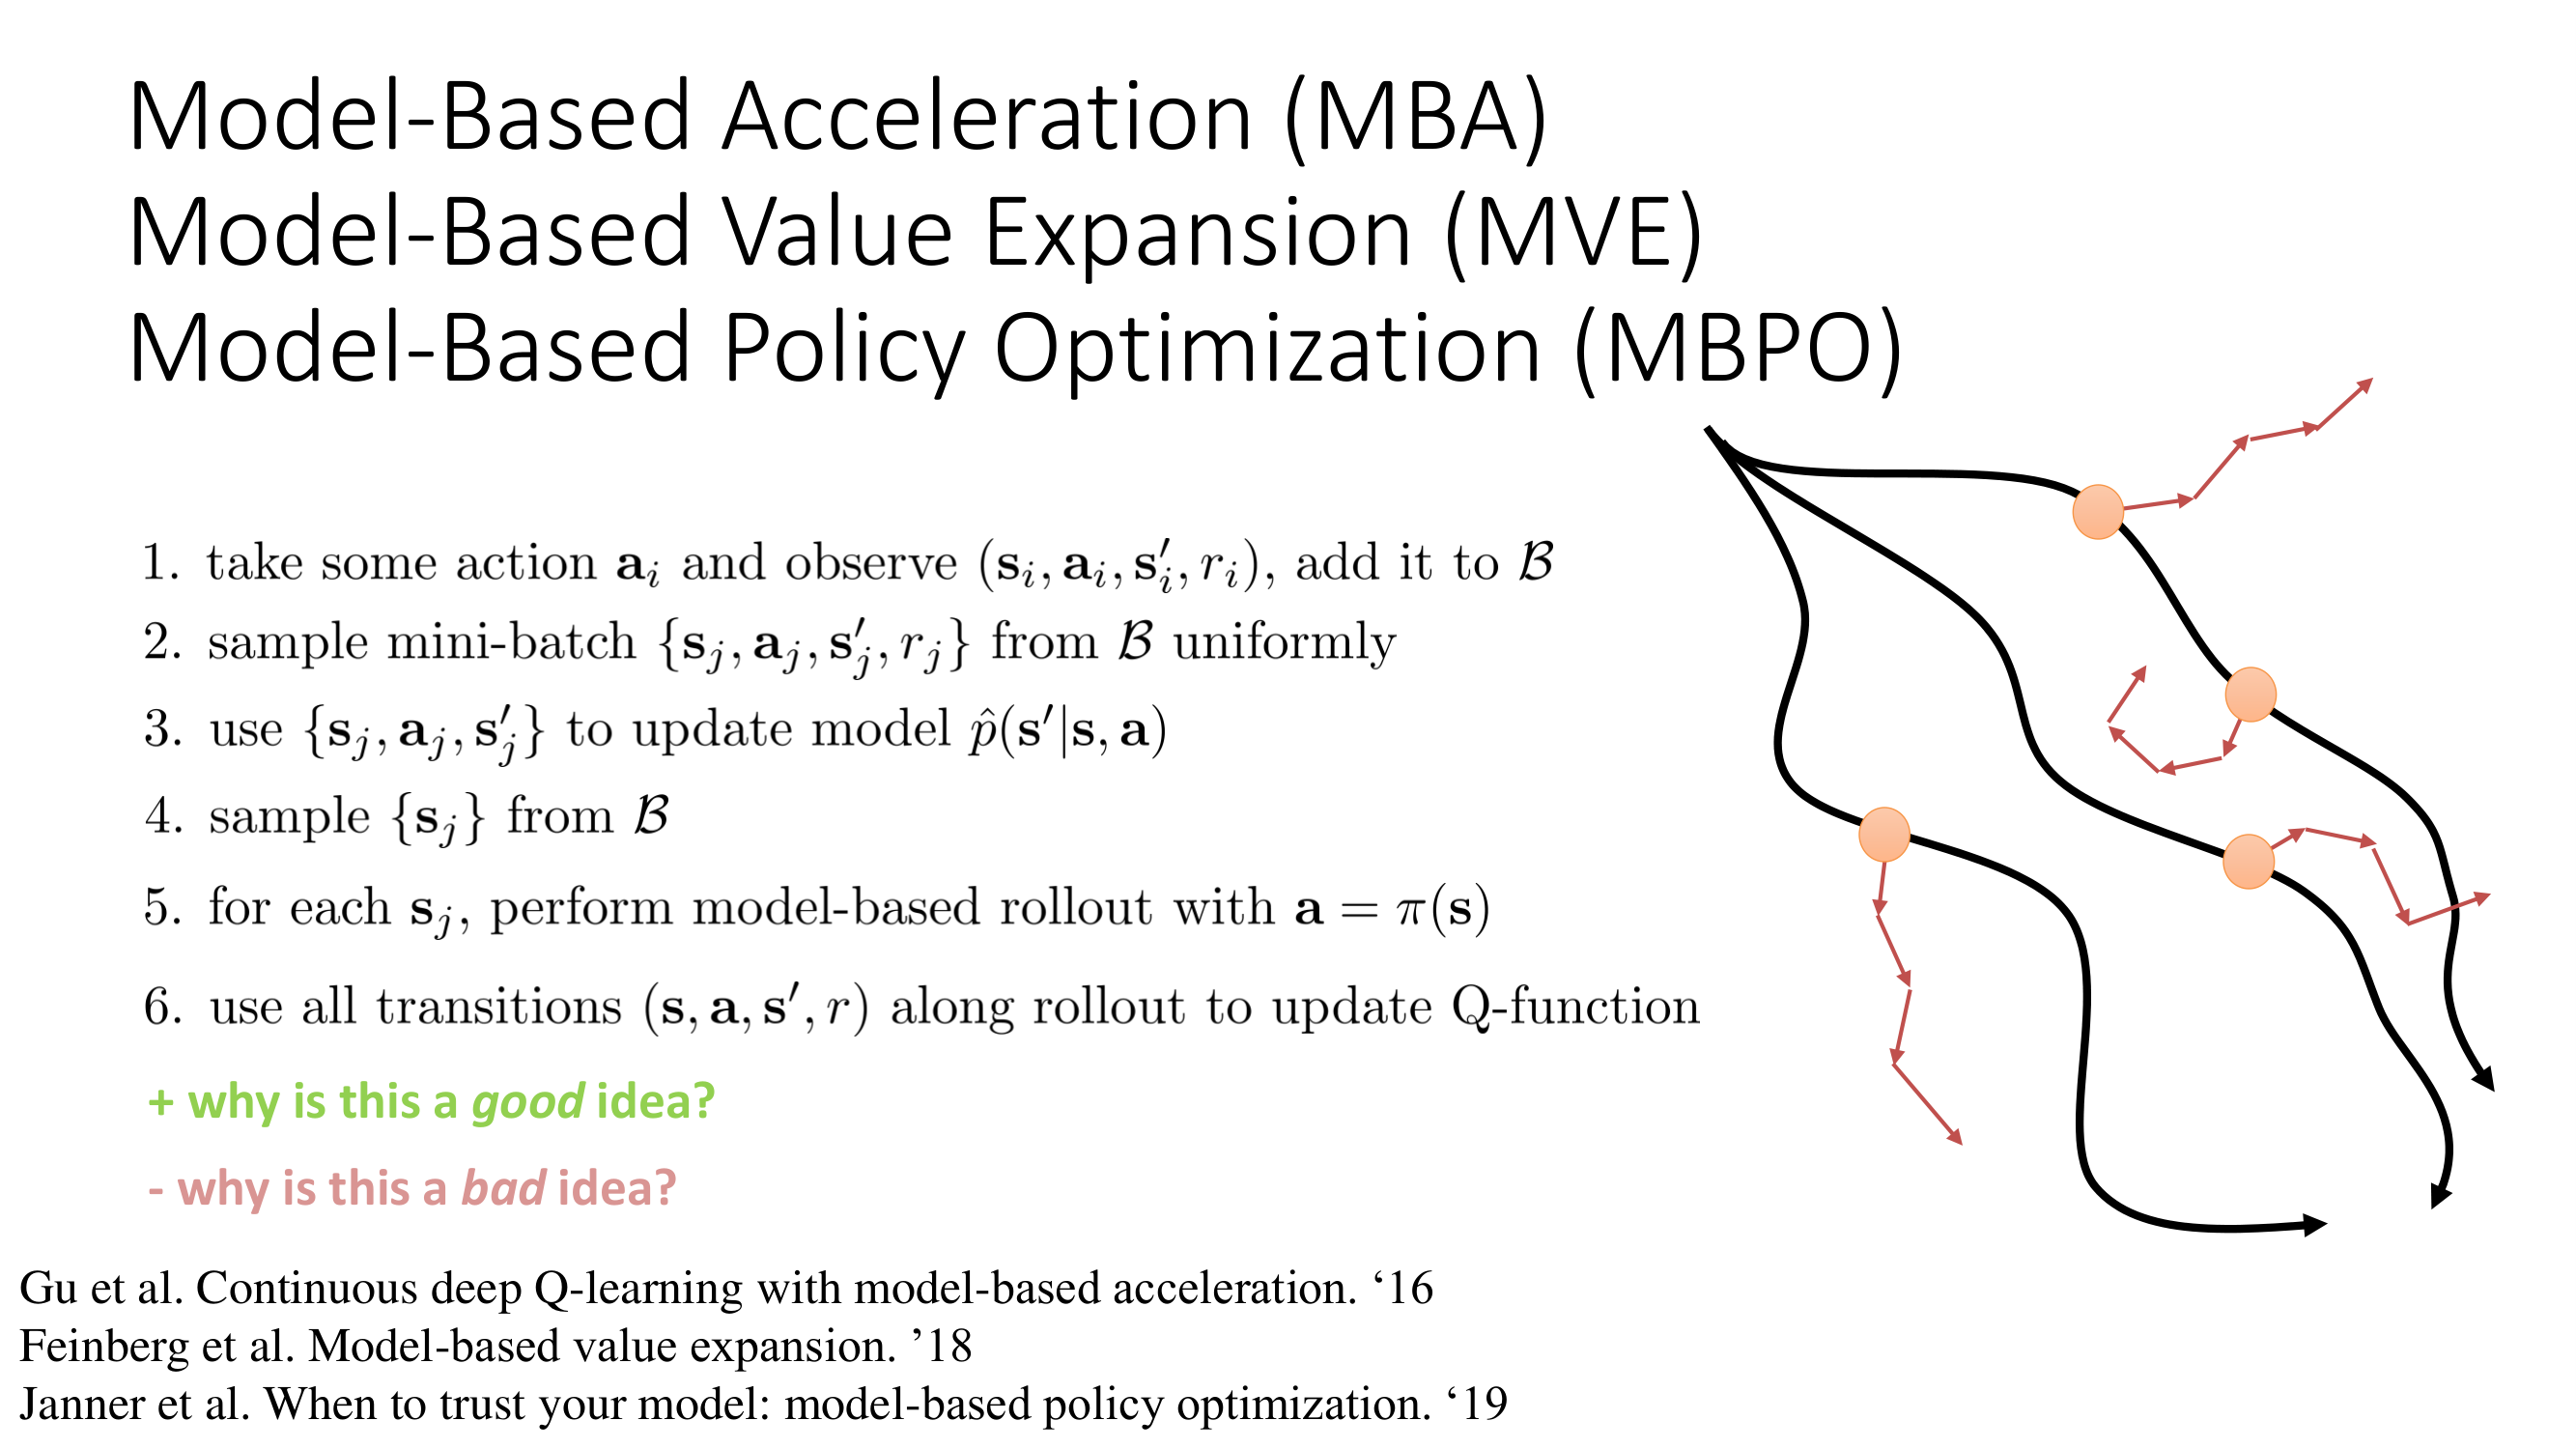 Model-Based Acceleration (MBA)
Model-Based Value Expansion (MVE)
Model-Based Policy Optimization (MBPO)
1. take some action $\mathbf{a}_i$ and observe $(\mathbf{s}_i, \mathbf{a}_i, \mathbf{s}'_i, r_i)$, add it to $\mathcal{B}$
2. sample mini-batch $\{\mathbf{s}_j, \mathbf{a}_j, \mathbf{s}'_j, r_j\}$ from $\mathcal{B}$ uniformly
3. use $\{\mathbf{s}_j, \mathbf{a}_j, \mathbf{s}'_j\}$ to update model $\hat{p}(\mathbf{s}'|\mathbf{s}, \mathbf{a})$
4. sample $\{\mathbf{s}_j\}$ from $\mathcal{B}$
5. for each $\mathbf{s}_j$, perform model-based rollout with $\mathbf{a} = \pi(\mathbf{s})$
6. use all transitions $(\mathbf{s}, \mathbf{a}, \mathbf{s}', r)$ along rollout to update Q-function
+ why is this a good idea?
- why is this a bad idea?
Gu et al. Continuous deep Q-learning with model-based acceleration. ‘16
Feinberg et al. Model-based value expansion. ’18
Janner et al. When to trust your model: model-based policy optimization. ‘19